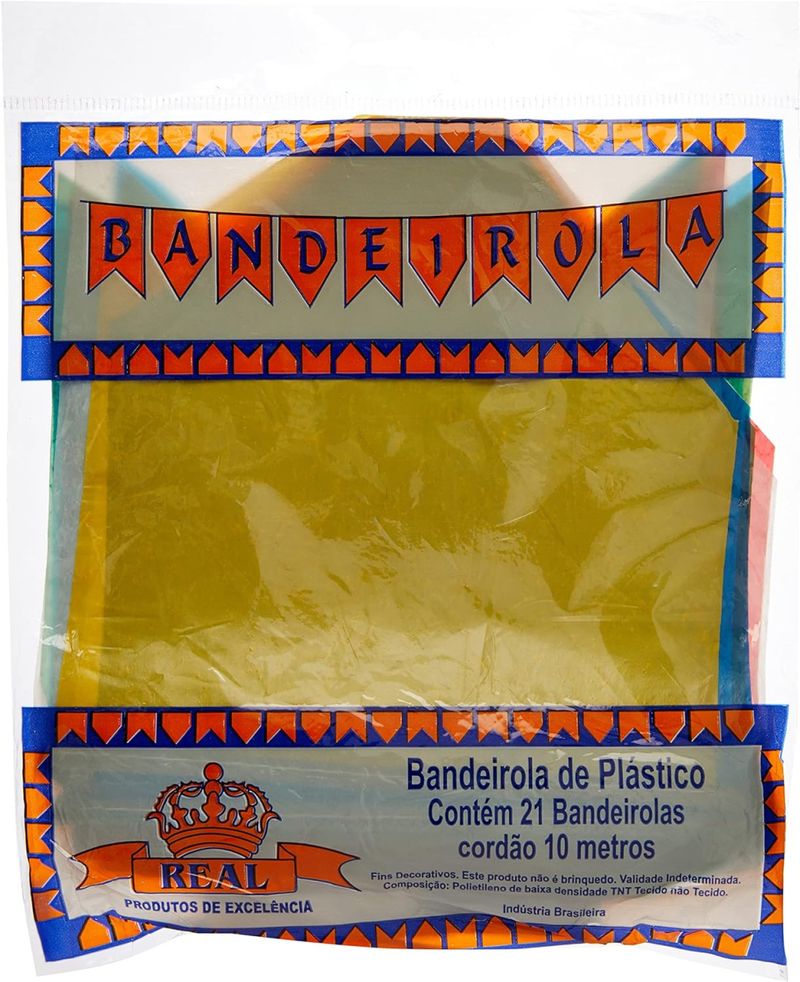 BANDEIROLA
Bandeirola de Plástico
Contém 21 Bandeirolas
cordão 10 metros
Fins Decorativos. Este produto não é brinquedo. Validade Indeterminada.
Composição: Polietileno de baixa densidade TNT Tecido não Tecido.
Indústria Brasileira
REAL
PRODUTOS DE EXCELÊNCIA